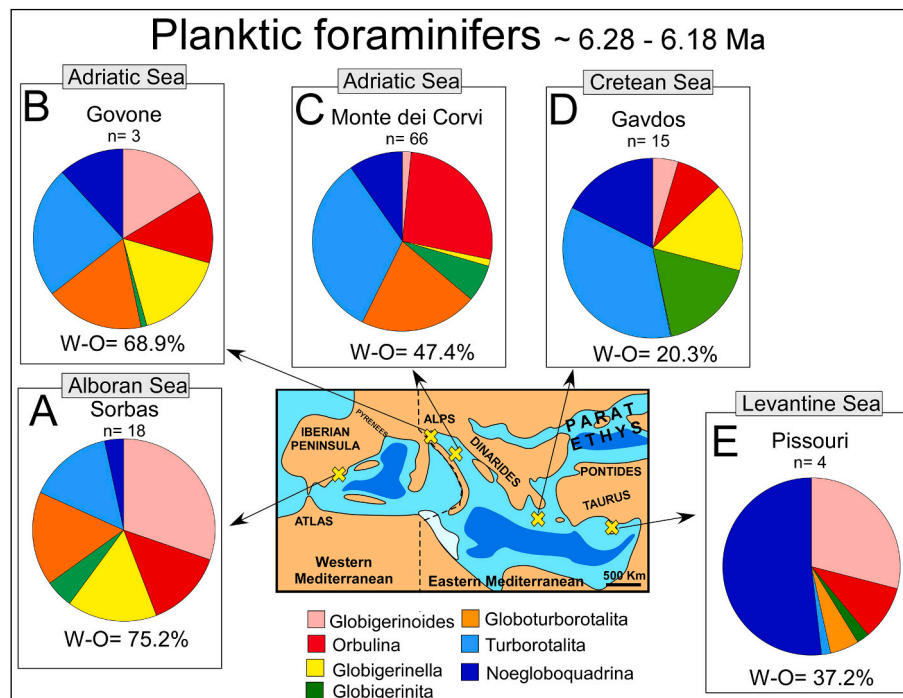 Planktic foraminifers ~ 6.28 - 6.18 Ma
Adriatic Sea
B
Govone
n= 3
W-O= 68.9%
Adriatic Sea
C
Monte dei Corvi
n= 66
W-O= 47.4%
Cretean Sea
D
Gavdos
n= 15
W-O= 20.3%
Alboran Sea
A
Sorbas
n= 18
W-O= 75.2%
PYRENEES
ALPS
IBERIAN
PENINSULA
DINARIDES
PARAT
ETHYS
PONTIDES
TAURUS
ATLAS
Western
Mediterranean
Eastern Mediterranean
500 Km
Levantine Sea
E
Pissouri
n= 4
W-O= 37.2%
Globigerinoides
Orbulina
Globigerinella
Globigerinita
Globoturborotalita
Turborotalita
Noegloboquadrina